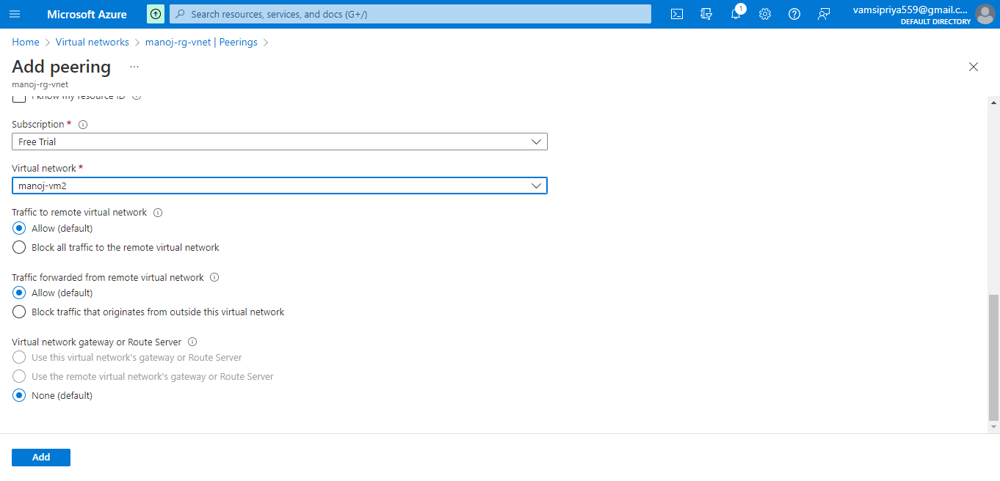 Microsoft Azure
Search resources, services, and docs (G+/)
1
vamsipriya559@gmail.c...
DEFAULT DIRECTORY
Home > Virtual networks > manoj-rg-vnet | Peerings >
Add peering ...
manoj-rg-vnet
I know my resource ID
Subscription *
Free Trial
Virtual network *
manoj-vm2
Traffic to remote virtual network
Allow (default)
Block all traffic to the remote virtual network
Traffic forwarded from remote virtual network
Allow (default)
Block traffic that originates from outside this virtual network
Virtual network gateway or Route Server
Use this virtual network's gateway or Route Server
Use the remote virtual network's gateway or Route Server
None (default)
Add